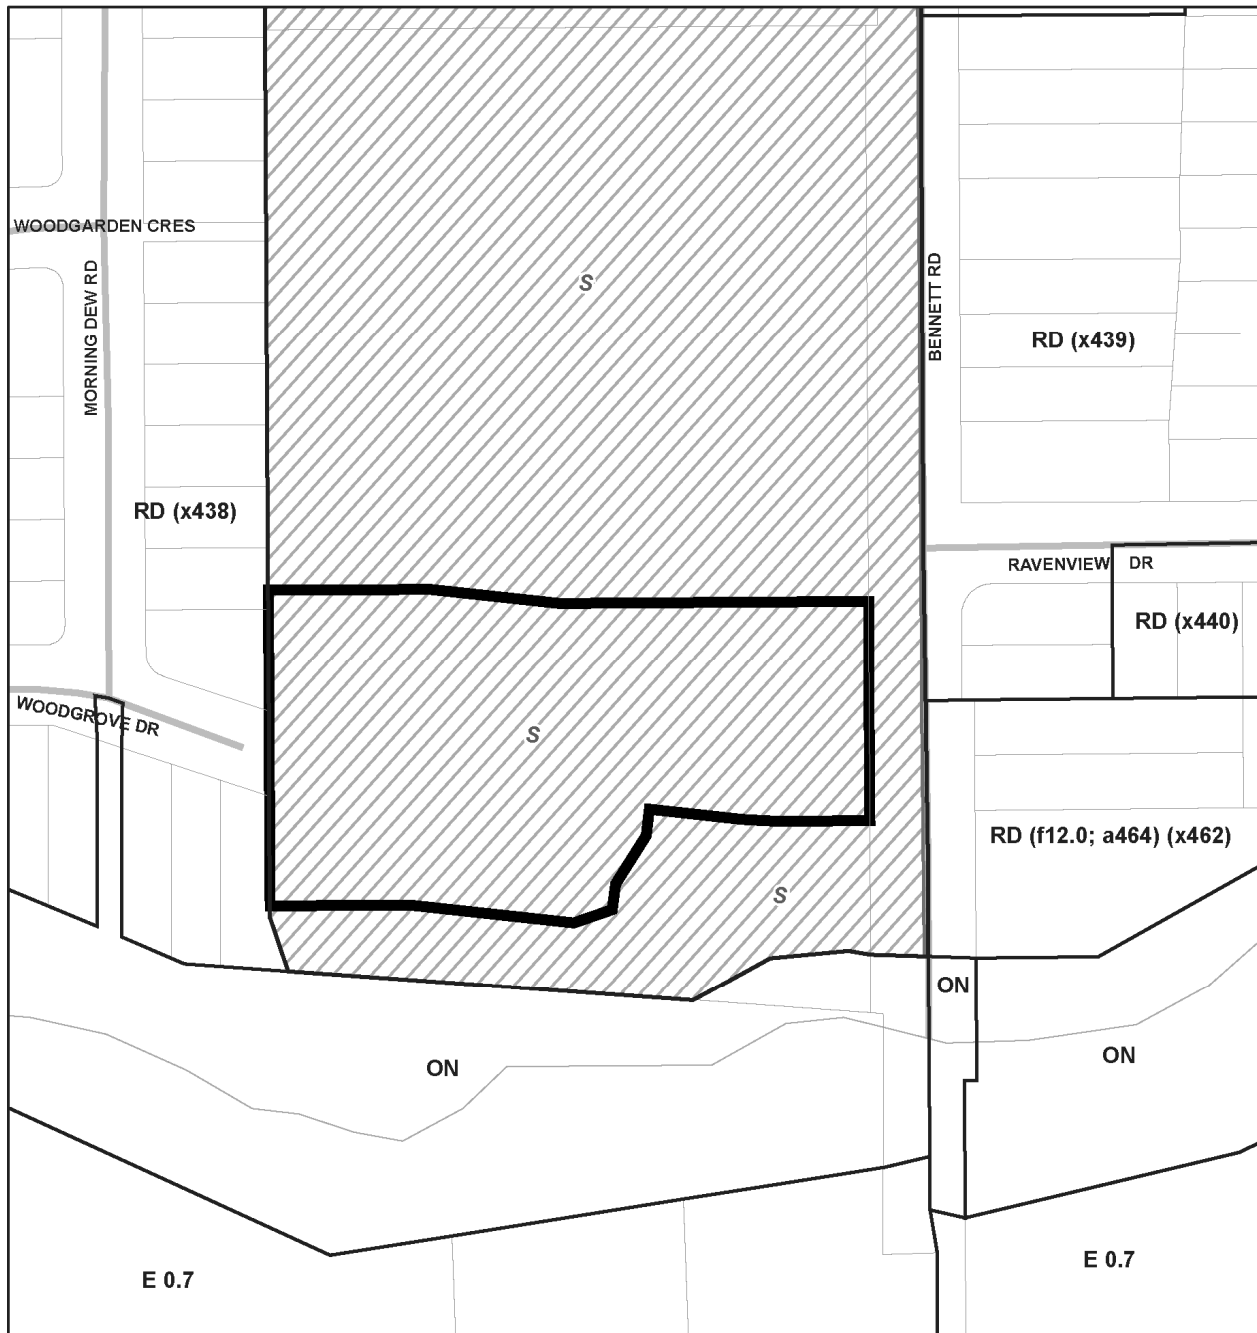 WOODGARDEN CRES
MORNING DEW RD
S
BENNETT RD
RD (x439)
RD (x438)
RAVENVIEW DR
RD (x440)
WOODGROVE DR
S
RD (f12.0; a464) (x462)
S
ON
ON
ON
E 0.7
E 0.7